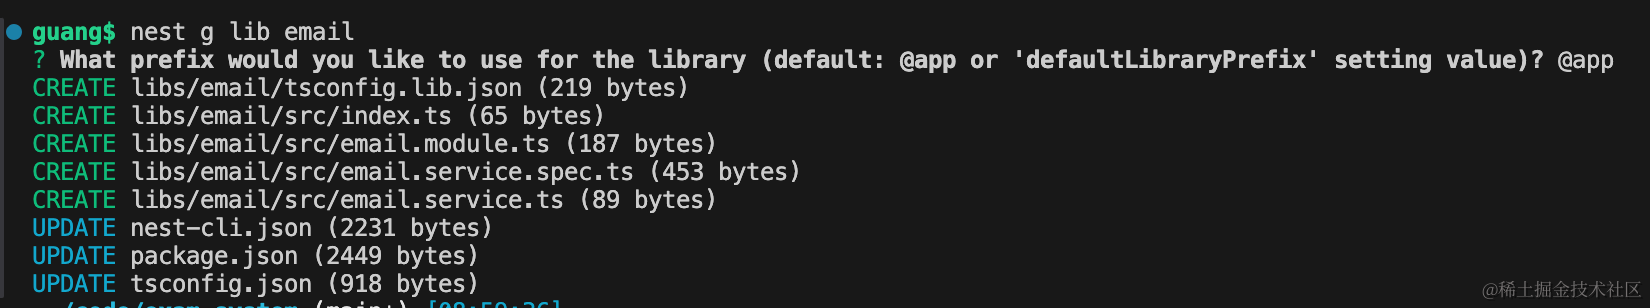 guang$ nest g lib email
? What prefix would you like to use for the library (default: @app or 'defaultLibraryPrefix' setting value)? @app
CREATE libs/email/tsconfig.lib.json (219 bytes)
CREATE libs/email/src/index.ts (65 bytes)
CREATE libs/email/src/email.module.ts (187 bytes)
CREATE libs/email/src/email.service.spec.ts (453 bytes)
CREATE libs/email/src/email.service.ts (89 bytes)
UPDATE nest-cli.json (2231 bytes)
UPDATE package.json (2449 bytes)
UPDATE tsconfig.json (918 bytes)
@稀土掘金技术社区